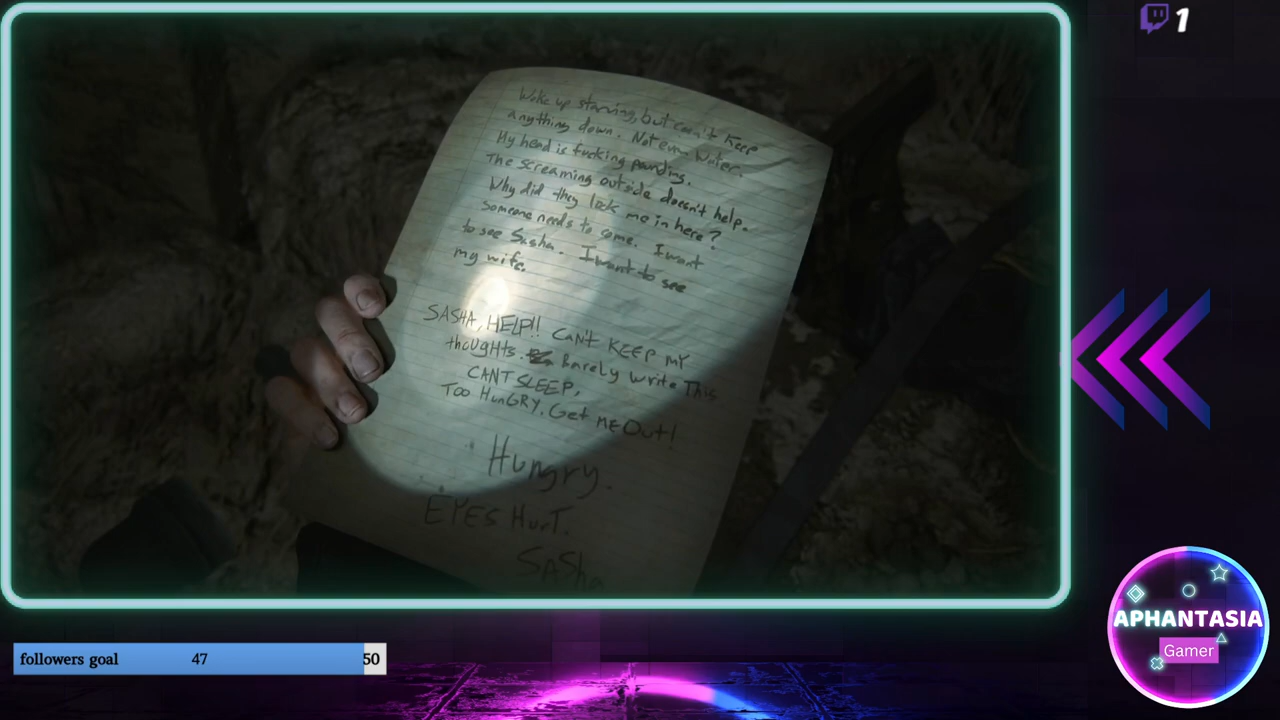 1
Woke up starving, but can't keep
anything down. Not even water.
My head is fucking pounding.
The screaming outside doesn't help.
Why did they lock me in here?
Someone needs to come. I want
to see Sasha. I want to see
my wife.
SASHA, HELP!! CAN'T KEEP MY
thoughts. Barely write This
CANT SLEEP,
TOO HUnGRY. Get MEOut!
Hungry.
EYES HurT.
SASha
followers goal 47 50
APHANTASIA
Gamer